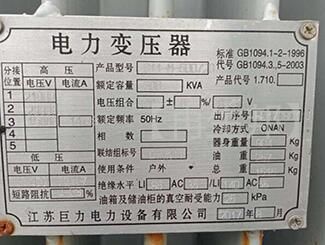 电力变压器
标准 GB1094.1-2-1996
代号 GB1094.3.5-2003
产品代号 1.710.
分接位置 高压 产品型号
电压V 电流A 额定容量 KVA
1 电压组合 ± %
2 额定频率 50Hz 出厂序号
3 相数 冷却方式 ONAN
4 联结组标号 器身重
5 使用条件 户外 油重
低压 总重
电压V 电流A 绝缘水平 LI AC LI AC
短路阻抗 % 油箱及储油柜的真空耐受能力 kPa
江苏巨力电力设备有限公司 年 月